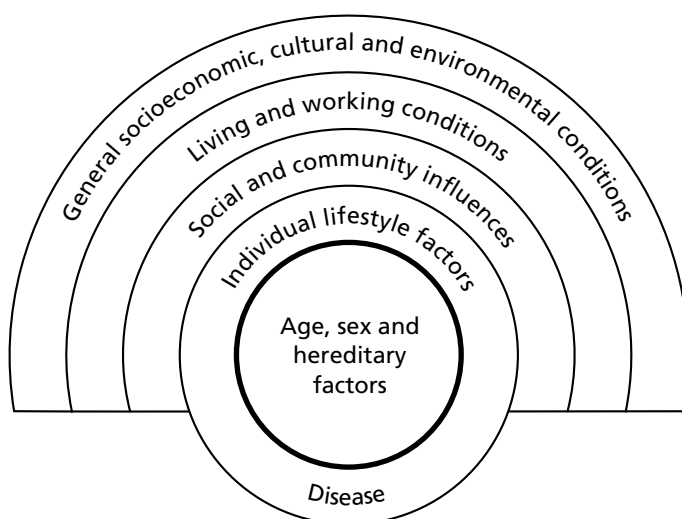 General socioeconomic, cultural and environmental conditions
Living and working conditions
Social and community influences
Individual lifestyle factors
Age, sex and
hereditary
factors
Disease